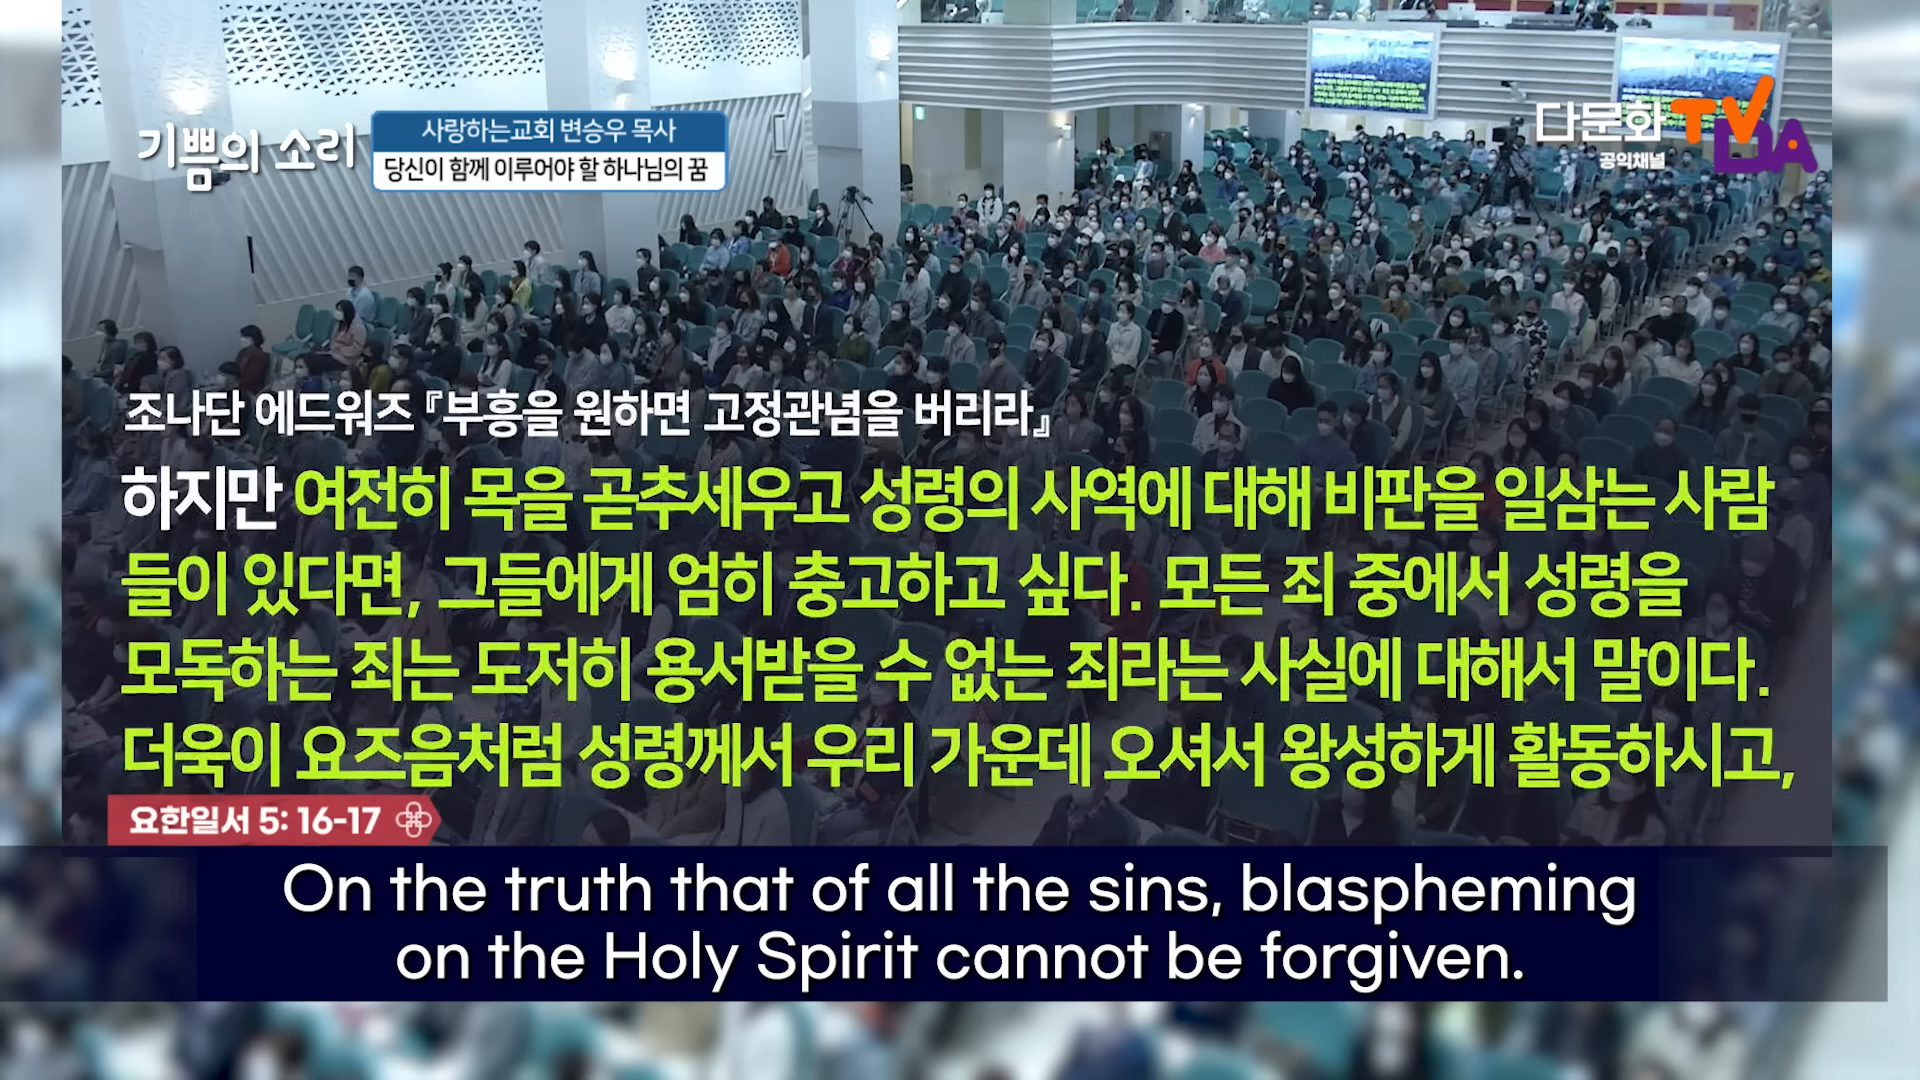 기쁨의 소리
사랑하는교회 변승우 목사
당신이 함께 이루어야 할 하나님의 꿈
다문화 TV
공익채널
DA
조나단 에드워즈 『부흥을 원하면 고정관념을 버리라』
하지만 여전히 목을 곧추세우고 성령의 사역에 대해 비판을 일삼는 사람
들이 있다면, 그들에게 엄히 충고하고 싶다. 모든 죄 중에서 성령을
모독하는 죄는 도저히 용서받을 수 없는 죄라는 사실에 대해서 말이다.
더욱이 요즈음처럼 성령께서 우리 가운데 오셔서 왕성하게 활동하시고,
요한일서 5: 16-17
On the truth that of all the sins, blaspheming
on the Holy Spirit cannot be forgiven.